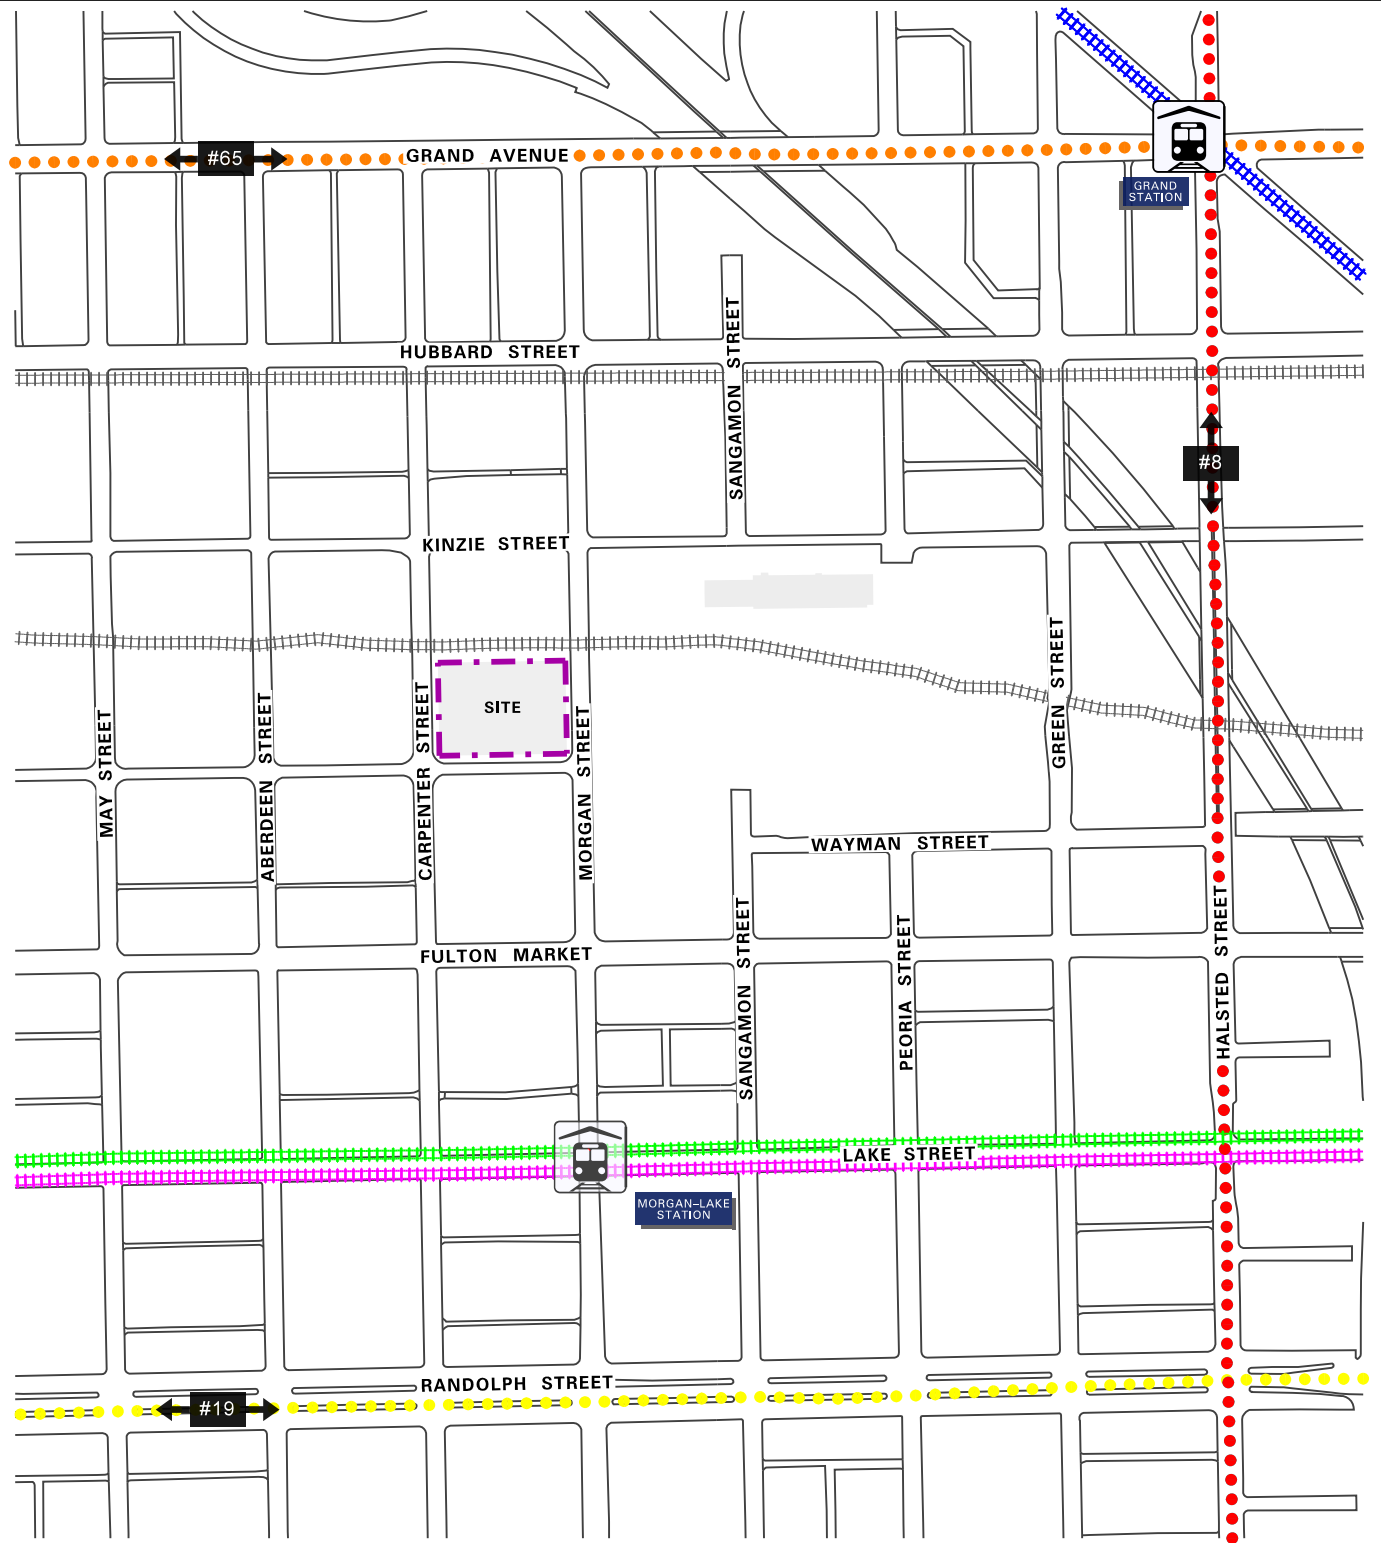 #65
GRAND AVENUE
GRAND
STATION
HUBBARD STREET
SANGAMON STREET
#8
KINZIE STREET
SITE
MAY STREET
ABERDEEN STREET
CARPENTER STREET
MORGAN STREET
GREEN STREET
WAYMAN STREET
FULTON MARKET
SANGAMON STREET
PEORIA STREET
HALSTED STREET
LAKE STREET
MORGAN-LAKE
STATION
RANDOLPH STREET
#19